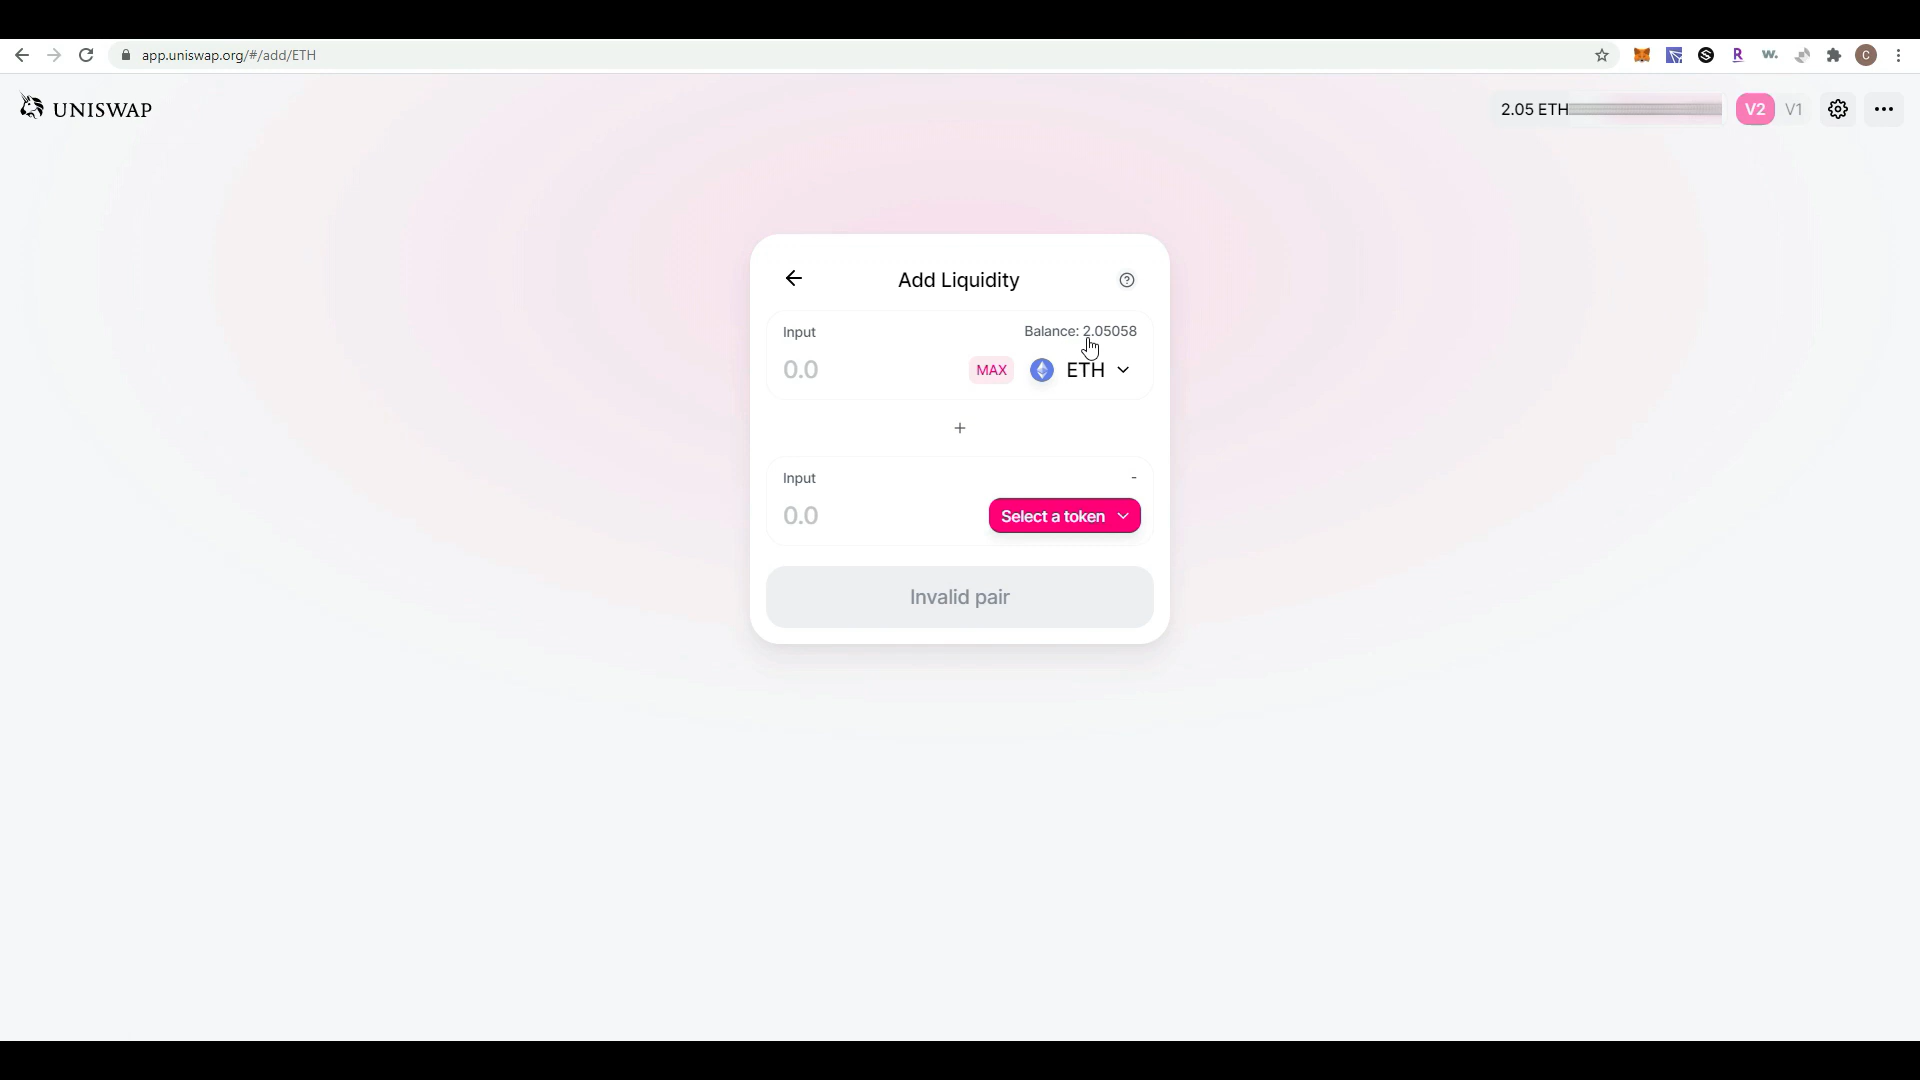 app.uniswap.org/#/add/ETH
R
w.
C
UNISWAP
2.05 ETH
V2
V1
Add Liquidity
?
Input
Balance: 2.05058
0.0
MAX
ETH
+
Input
-
0.0
Select a token
Invalid pair